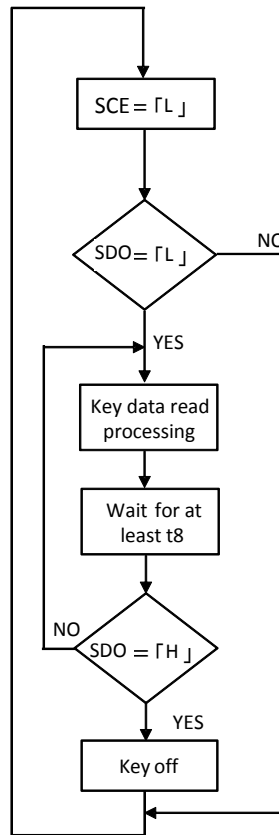 SCE=「L」
SDO=「L」
NO
YES
Key data read
processing
Wait for at
least t8
NO
SDO =「H」
YES
Key off